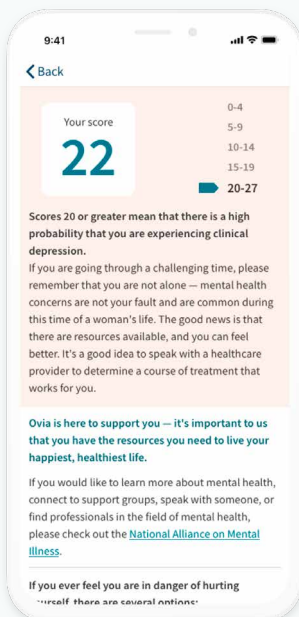 9:41
Back
Your score
22
0-4
5-9
10-14
15-19
20-27
Scores 20 or greater mean that there is a high
probability that you are experiencing clinical
depression.
If you are going through a challenging time, please
remember that you are not alone — mental health
concerns are not your fault and are common during
this time of a woman's life. The good news is that
there are resources available, and you can feel
better. It's a good idea to speak with a healthcare
provider to determine a course of treatment that
works for you.
Ovia is here to support you — it's important to us
that you have the resources you need to live your
happiest, healthiest life.
If you would like to learn more about mental health,
connect to support groups, speak with someone, or
find professionals in the field of mental health,
please check out the National Alliance on Mental
Illness.
If you ever feel you are in danger of hurting
yourself, there are several options: